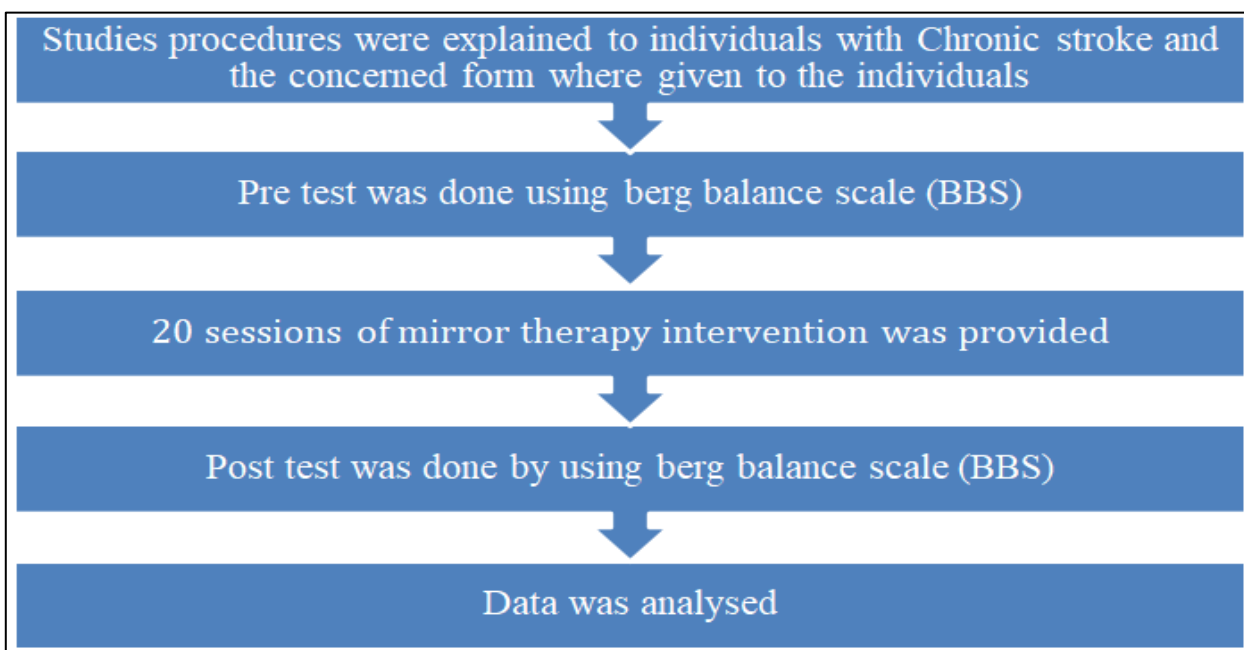 Studies procedures were explained to individuals with Chronic stroke and
the concerned form where given to the individuals
Pre test was done using berg balance scale (BBS)
20 sessions of mirror therapy intervention was provided
Post test was done by using berg balance scale (BBS)
Data was analysed